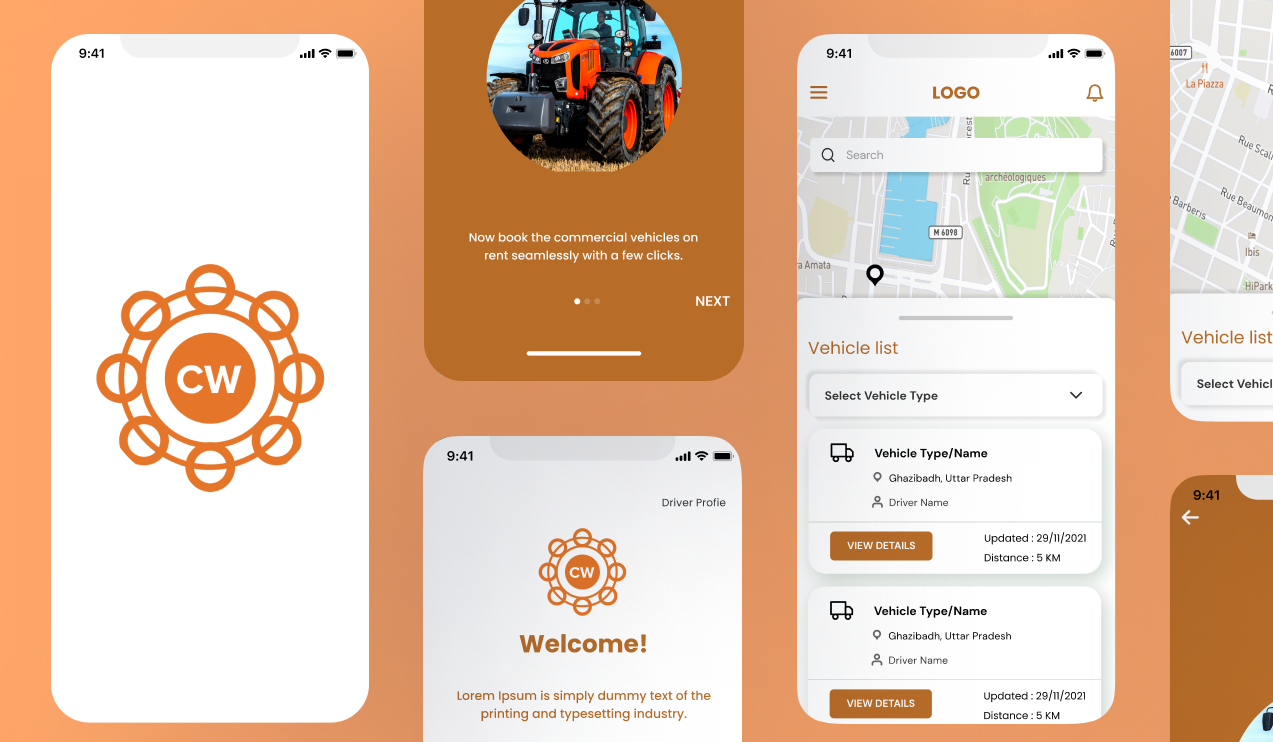 9:41
CW
Now book the commercial vehicles on
rent seamlessly with a few clicks.
NEXT
9:41
Driver Profie
CW
Welcome!
Lorem Ipsum is simply dummy text of the
printing and typesetting industry.
9:41
LOGO
Search
archéologiques
M 6098
a Amata
Vehicle list
Select Vehicle Type
Vehicle Type/Name
Ghazibadh, Uttar Pradesh
Driver Name
VIEW DETAILS
Updated : 29/11/2021
Distance : 5 KM
Vehicle Type/Name
Ghazibadh, Uttar Pradesh
Driver Name
VIEW DETAILS
Updated : 29/11/2021
Distance : 5 KM
6007
La Piazza
Rue Scali
Rue Beaumon
Barberis
Ibis
HiPark
Vehicle list
Select Vehicl
9:41